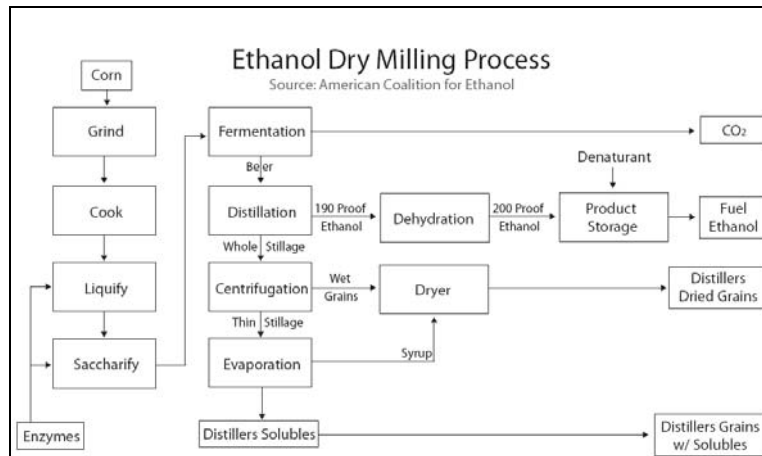 Ethanol Dry Milling Process
Source: American Coalition for Ethanol
Corn
Grind
Cook
Liquify
Saccharify
Enzymes
Fermentation
CO₂
Beer
Distillation
190 Proof
Ethanol
Dehydration
200 Proof
Ethanol
Denaturant
Product
Storage
Fuel
Ethanol
Whole Stillage
Centrifugation
Wet
Grains
Dryer
Distillers
Dried Grains
Thin Stillage
Evaporation
Syrup
Distillers Solubles
Distillers Grains
w/ Solubles